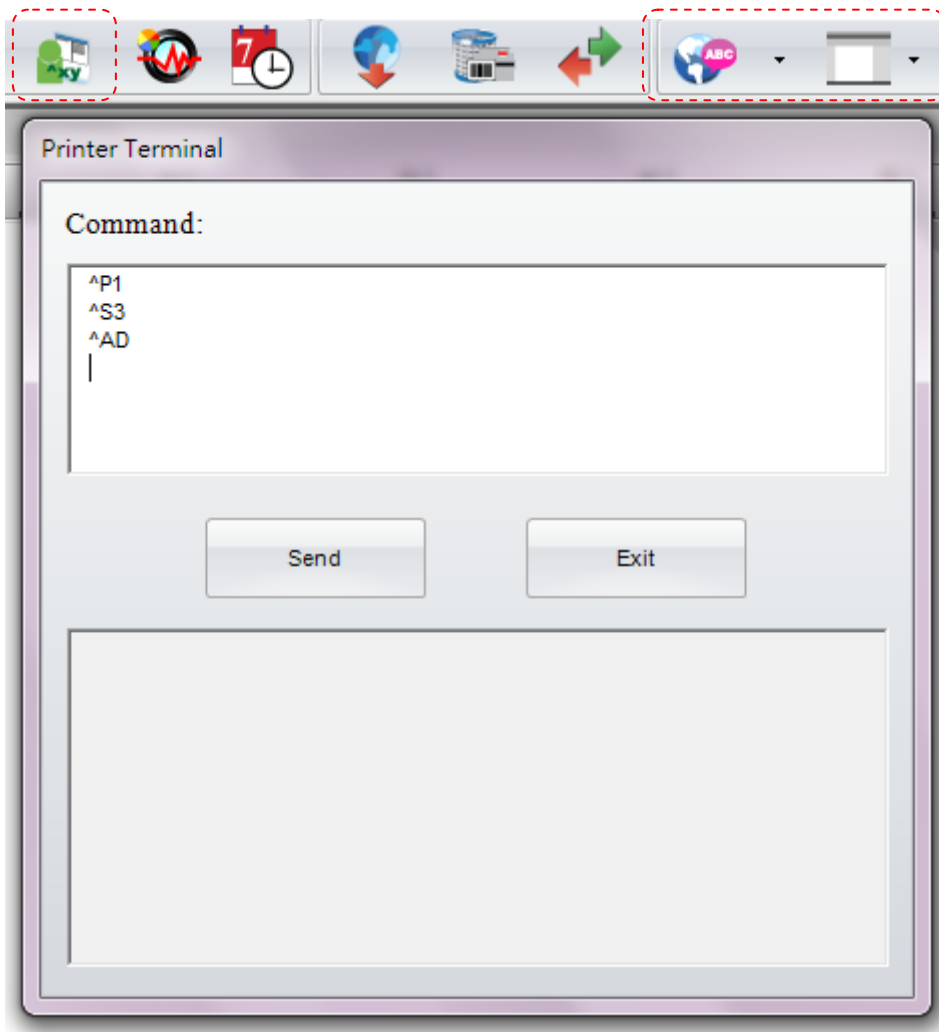 ^xy
7
ABC
Printer Terminal
Command:
^P1
^S3
^AD
Send
Exit